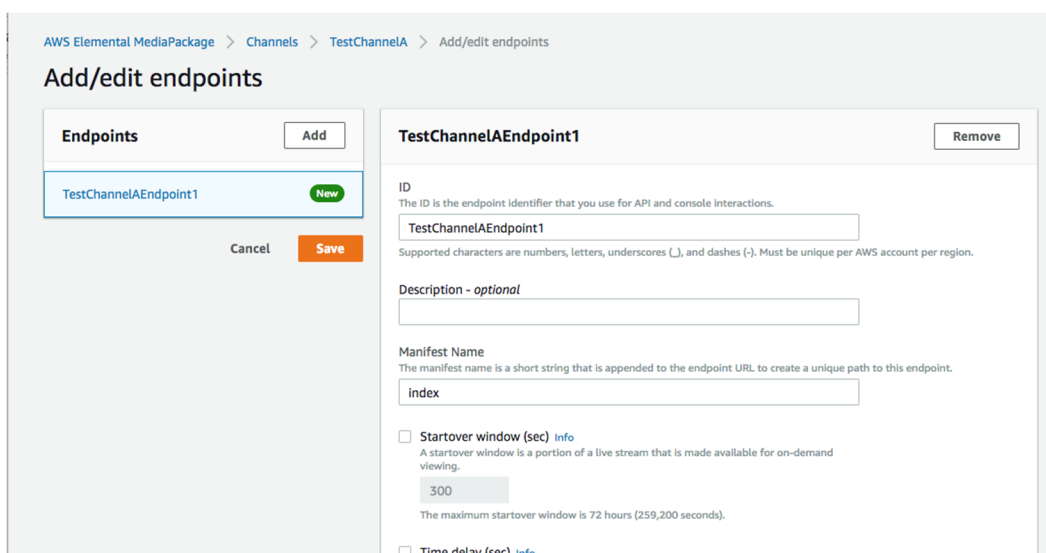 AWS Elemental MediaPackage > Channels > TestChannelA > Add/edit endpoints
Add/edit endpoints
Endpoints
Add
TestChannelAEndpoint1
New
Cancel
Save
TestChannelAEndpoint1
Remove
ID
The ID is the endpoint identifier that you use for API and console interactions.
TestChannelAEndpoint1
Supported characters are numbers, letters, underscores (_), and dashes (-). Must be unique per AWS account per region.
Description - optional
Manifest Name
The manifest name is a short string that is appended to the endpoint URL to create a unique path to this endpoint.
index
Startover window (sec) Info
A startover window is a portion of a live stream that is made available for on-demand
viewing.
300
The maximum startover window is 72 hours (259,200 seconds).
Time delay (sec) Info